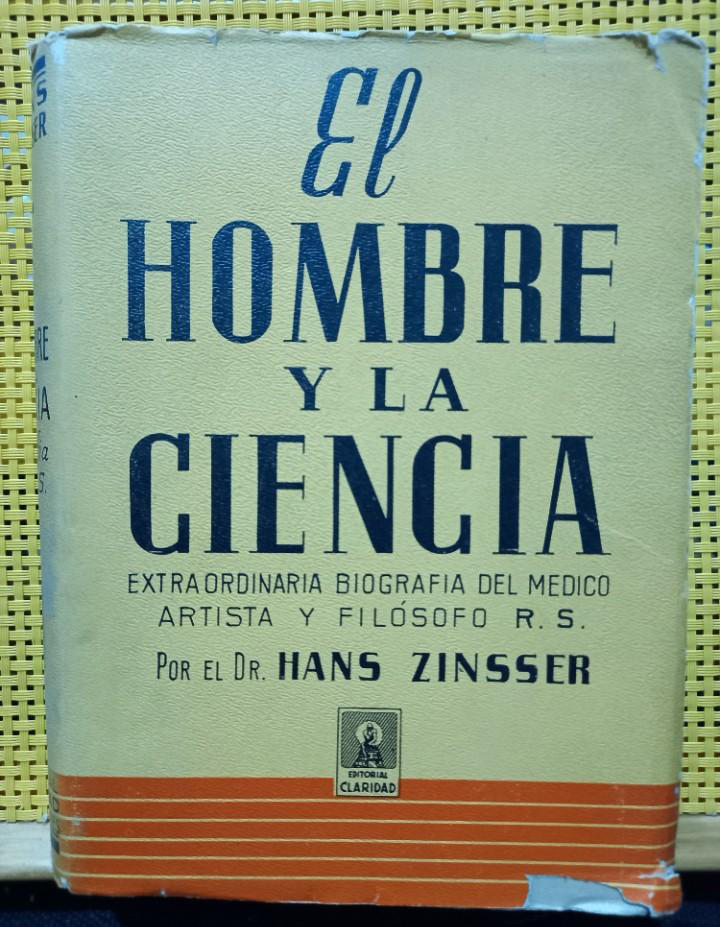 El
HOMBRE
Y LA
CIENCIA
EXTRAORDINARIA BIOGRAFIA DEL MEDICO
ARTISTA Y FILÓSOFO R. S.
POR EL DR. HANS ZINSSER
EDITORIAL
CLARIDAD